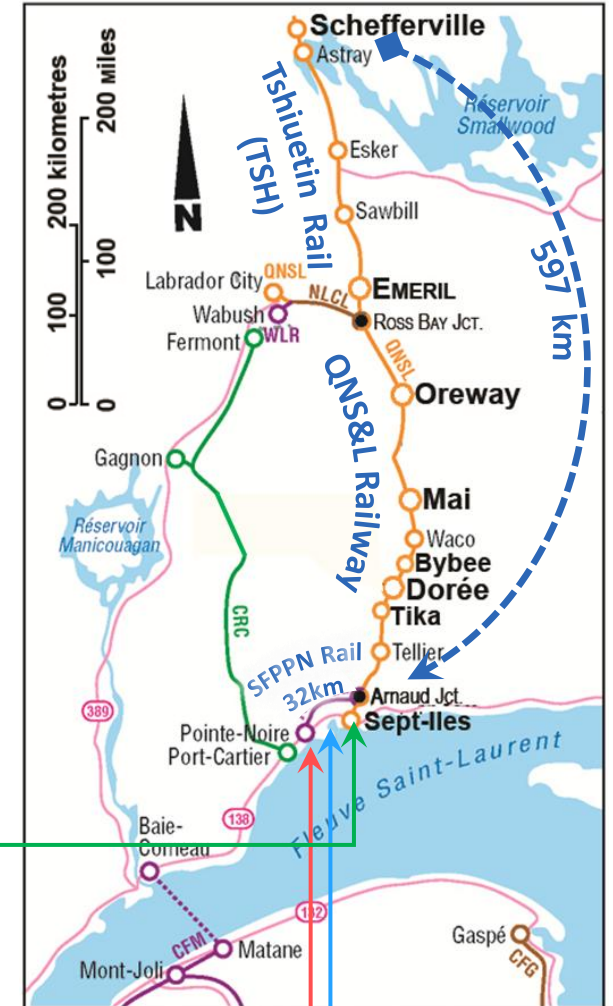 Schefferville
Astray
200 kilometres
200 MILES
Réservoir
Smallwood
Tshiuetin Rail
(TSH)
Esker
Sawbill
N
200
100
100
0
0
597 km
Labrador City
QNSL
EMERIL
NLCL
Wabush
ROSS BAY JCT.
WLR
Fermont
QNSL
Oreway
QNS&L Railway
Gagnon
Mai
Réservoir
Manicouagan
Waco
Bybee
Dorée
Tika
CRC
Tellier
SFPPN Rail
32km
Arnaud Jct.
389
Sept-Iles
Pointe-Noire
Port-Cartier
Fleuve Saint-Laurent
138
Baie-
Comeau
132
CFM
Matane
Gaspé
CFG
Mont-Joli